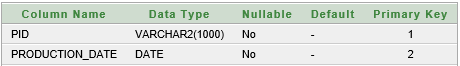 Column Name Data Type Nullable Default Primary Key
PID VARCHAR2(1000) No - 1
PRODUCTION_DATE DATE No - 2